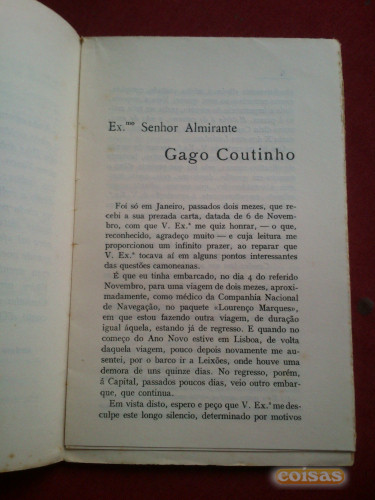 Ex.mo Senhor Almirante
Gago Coutinho
Foi só em Janeiro, passados dois mezes, que re-
cebi a sua prezada carta, datada de 6 de Novem-
bro, com que V. Ex.ª me quiz honrar, — o que,
reconhecido, agradeço muito — e cuja leitura me
proporcionou um infinito prazer, ao reparar que
V. Ex.ª tocava aí em alguns pontos interessantes
das questões camoneanas.
É que eu tinha embarcado, no dia 4 do referido
Novembro, para uma viagem de dois mezes, aproxi-
madamente, como médico da Companhia Nacional
de Navegação, no paquete «Lourenço Marques»,
em que estou fazendo outra viagem, de duração
igual àquela, estando já de regresso. E quando no
começo do Ano Novo estive em Lisboa, de volta
daquela viagem, pouco depois novamente me au-
sentei, por o barco ir a Leixões, onde houve uma
demora de uns quinze dias. No regresso, porém,
à Capital, passados poucos dias, veio outro embar-
que, que continua.
Em vista disto, espero e peço que V. Ex.ª me des-
culpe este longo silencio, determinado por motivos
coisas